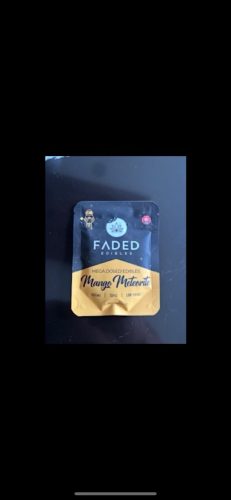 FADED
EDIBLES
MEGA DOSED EDIBLES
Mango Meteorite